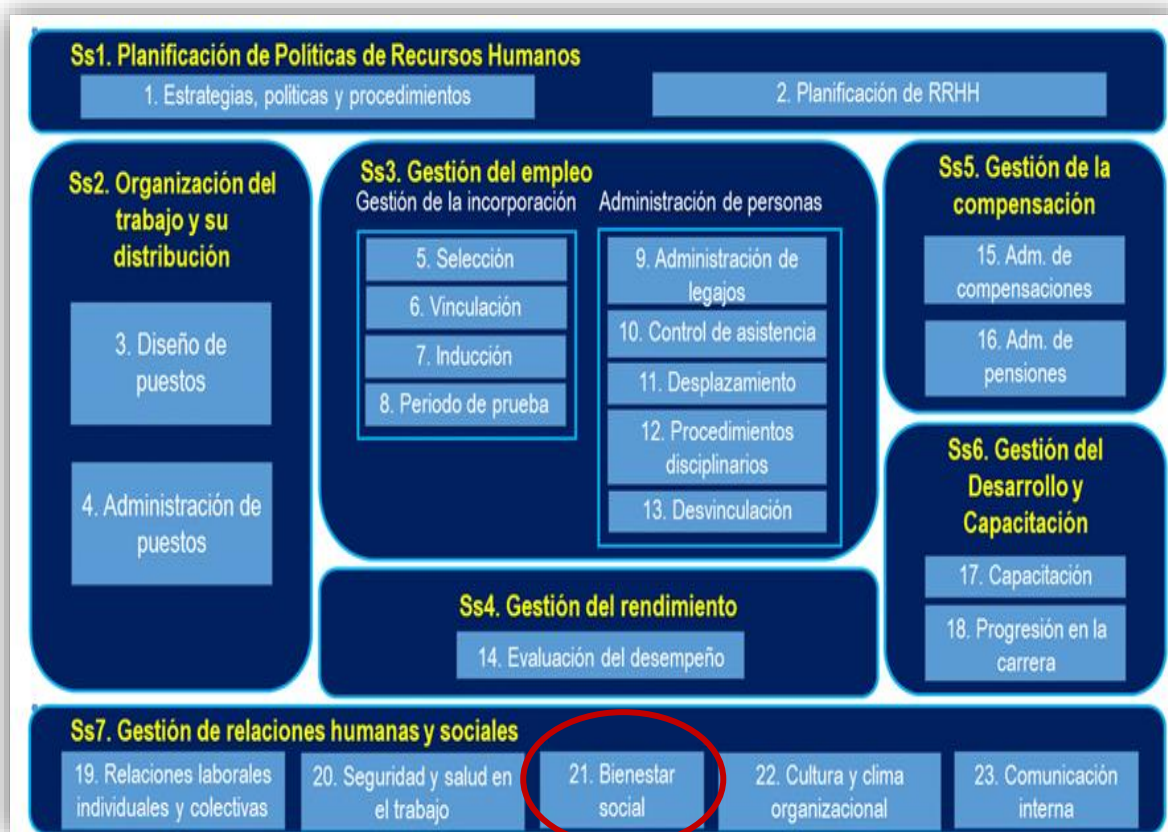 Ss1. Planificación de Políticas de Recursos Humanos
1. Estrategias, políticas y procedimientos
2. Planificación de RRHH
Ss2. Organización del
trabajo y su
distribución
3. Diseño de
puestos
4. Administración de
puestos
Ss3. Gestión del empleo
Gestión de la incorporación
5. Selección
6. Vinculación
7. Inducción
8. Periodo de prueba
Administración de personas
9. Administración de
legajos
10. Control de asistencia
11. Desplazamiento
12. Procedimientos
disciplinarios
13. Desvinculación
Ss4. Gestión del rendimiento
14. Evaluación del desempeño
Ss5. Gestión de la
compensación
15. Adm. de
compensaciones
16. Adm. de
pensiones
Ss6. Gestión del
Desarrollo y
Capacitación
17. Capacitación
18. Progresión en la
carrera
Ss7. Gestión de relaciones humanas y sociales
19. Relaciones laborales
individuales y colectivas
20. Seguridad y salud en
el trabajo
21. Bienestar
social
22. Cultura y clima
organizacional
23. Comunicación
interna